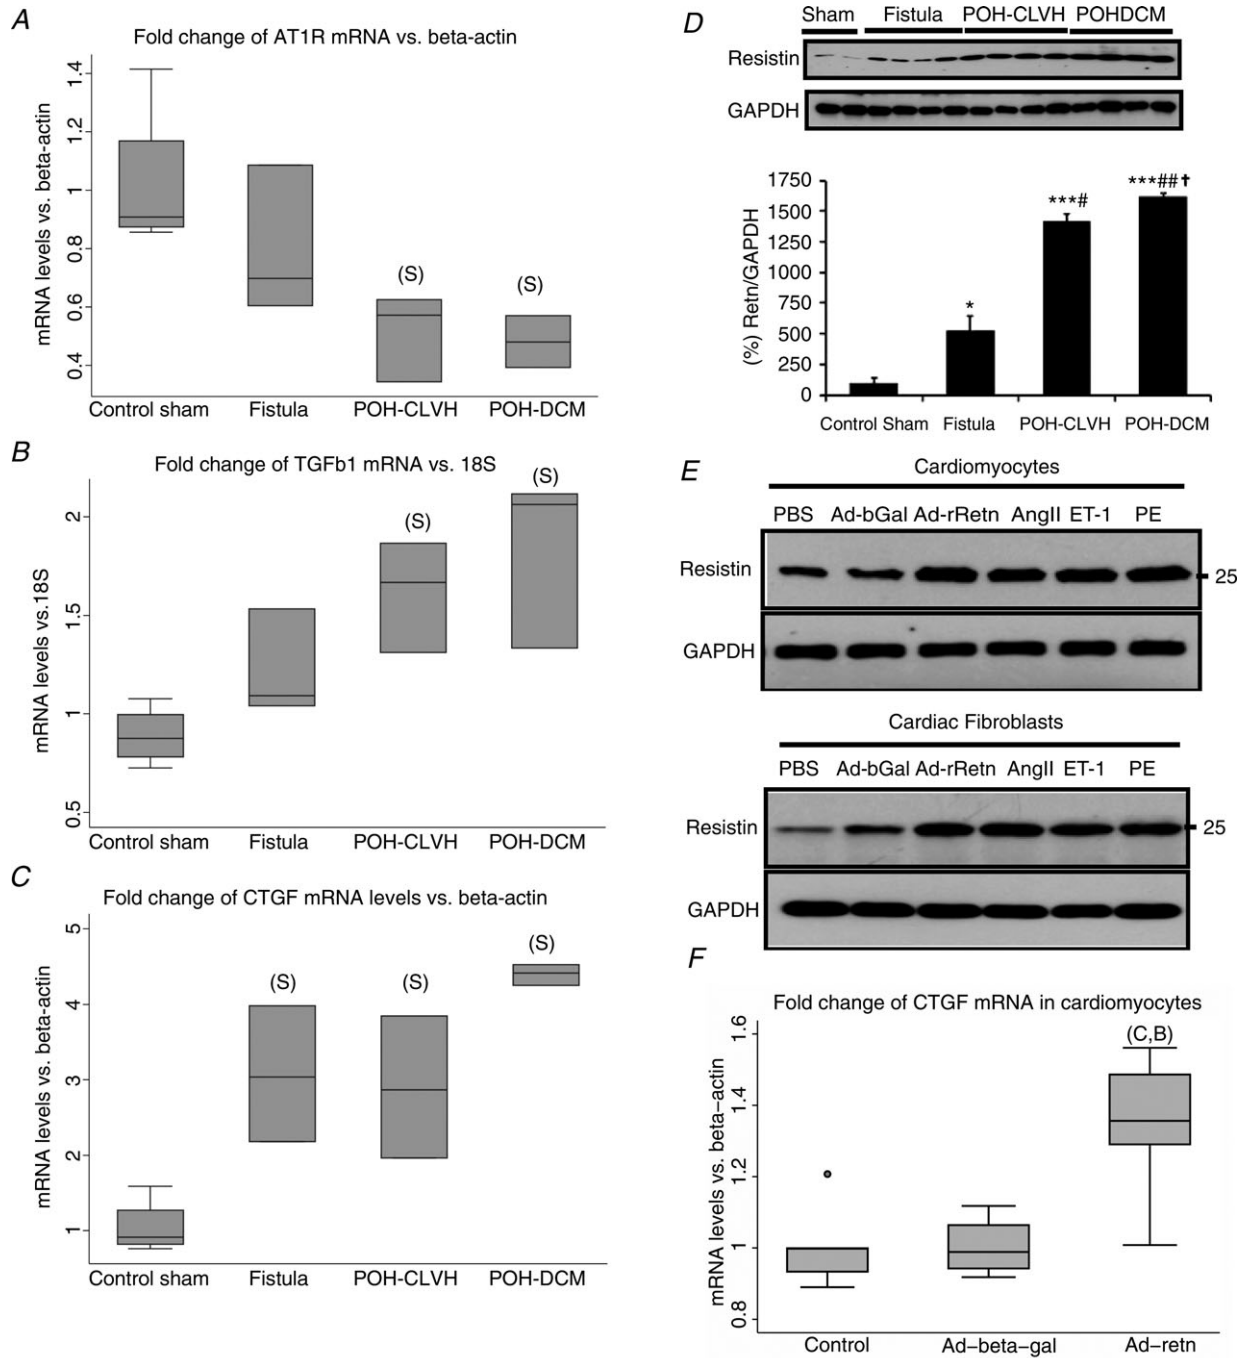 A
Fold change of AT1R mRNA vs. beta-actin
mRNA levels vs. beta-actin
1.4
1.2
1
0.8
0.6
0.4
(S)
(S)
Control sham Fistula POH-CLVH POH-DCM
B
Fold change of TGFb1 mRNA vs. 18S
mRNA levels vs.18S
2
1.5
1
0.5
(S)
(S)
Control sham Fistula POH-CLVH POH-DCM
C
Fold change of CTGF mRNA levels vs. beta-actin
mRNA levels vs. beta-actin
5
4
3
2
1
(S)
(S)
(S)
Control sham Fistula POH-CLVH POH-DCM
D
Sham Fistula POH-CLVH POHDCM
Resistin
GAPDH
(%) Retn/GAPDH
1750
1500
1250
1000
750
500
250
0
*
***#
***##†
Control Sham Fistula POH-CLVH POH-DCM
E
Cardiomyocytes
PBS Ad-bGal Ad-rRetn AngII ET-1 PE
Resistin
25
GAPDH
Cardiac Fibroblasts
PBS Ad-bGal Ad-rRetn AngII ET-1 PE
Resistin
25
GAPDH
F
Fold change of CTGF mRNA in cardiomyocytes
mRNA levels vs. beta−actin
1.6
1.4
1.2
1
0.8
(C,B)
Control Ad−beta−gal Ad−retn